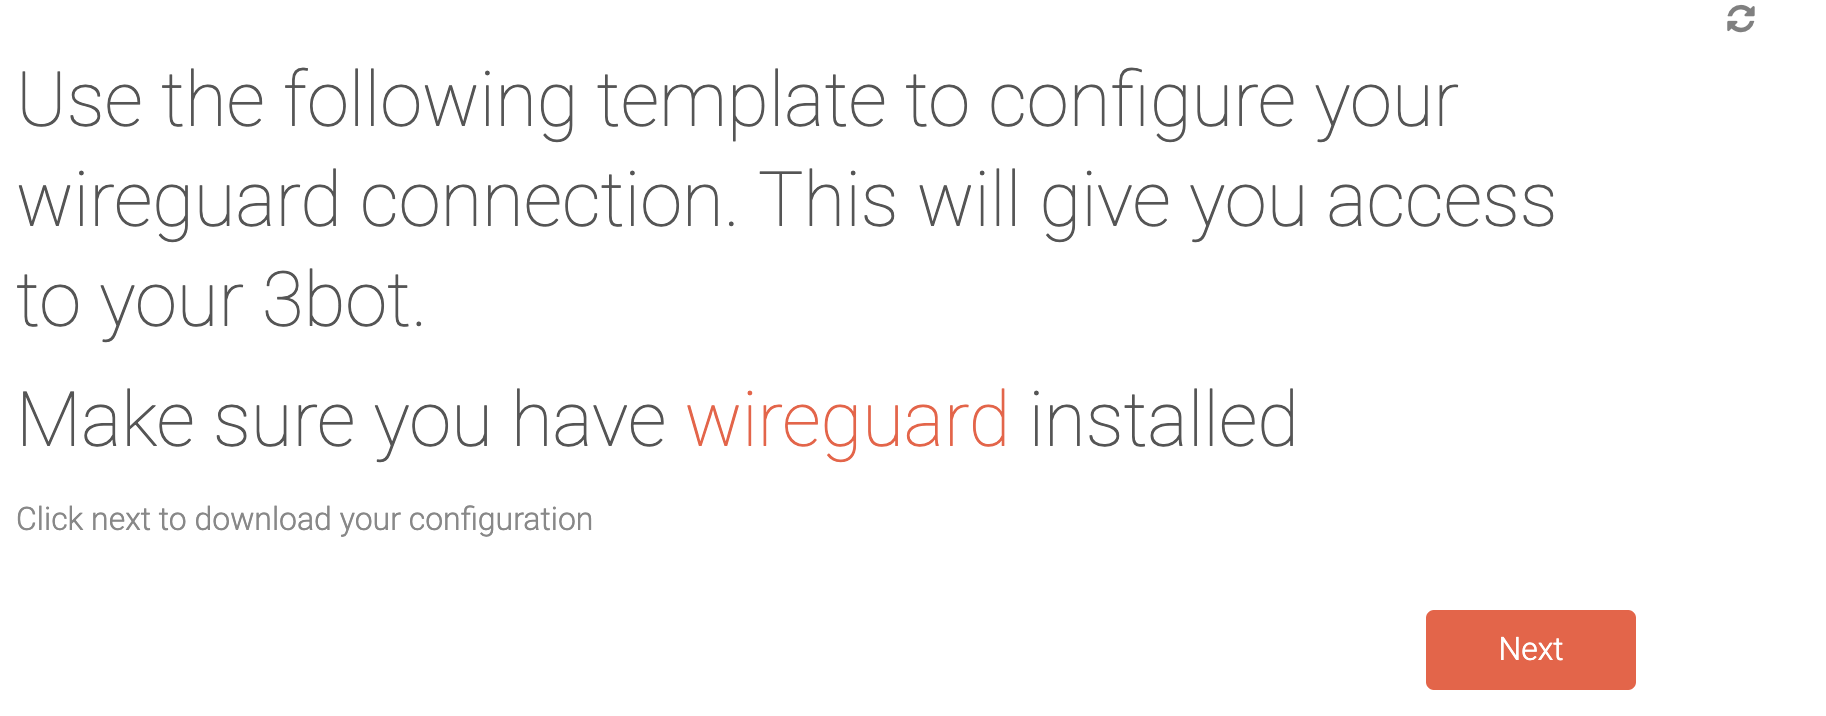 Use the following template to configure your
wireguard connection. This will give you access
to your 3bot.
Make sure you have wireguard installed
Click next to download your configuration
Next